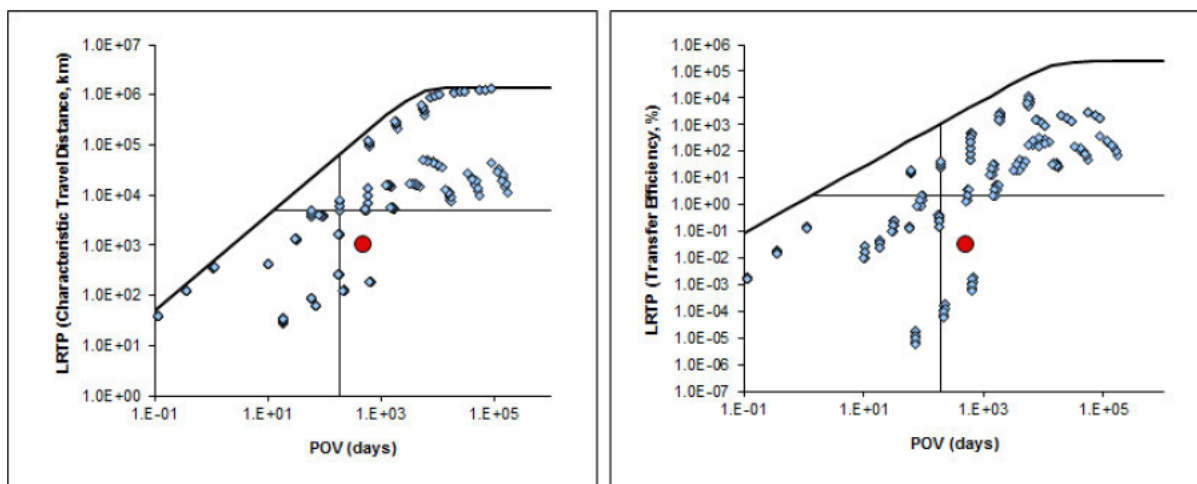 LRTP (Characteristic Travel Distance, km)
1.0E+07
1.0E+06
1.0E+05
1.0E+04
1.0E+03
1.0E+02
1.0E+01
1.0E+00
1.E-01
1.E+01
1.E+03
1.E+05
POV (days)
LRTP (Transfer Efficiency, %)
1.0E+06
1.0E+05
1.0E+04
1.0E+03
1.0E+02
1.0E+01
1.0E+00
1.0E-01
1.0E-02
1.0E-03
1.0E-04
1.0E-05
1.0E-06
1.0E-07
1.E-01
1.E+01
1.E+03
1.E+05
POV (days)